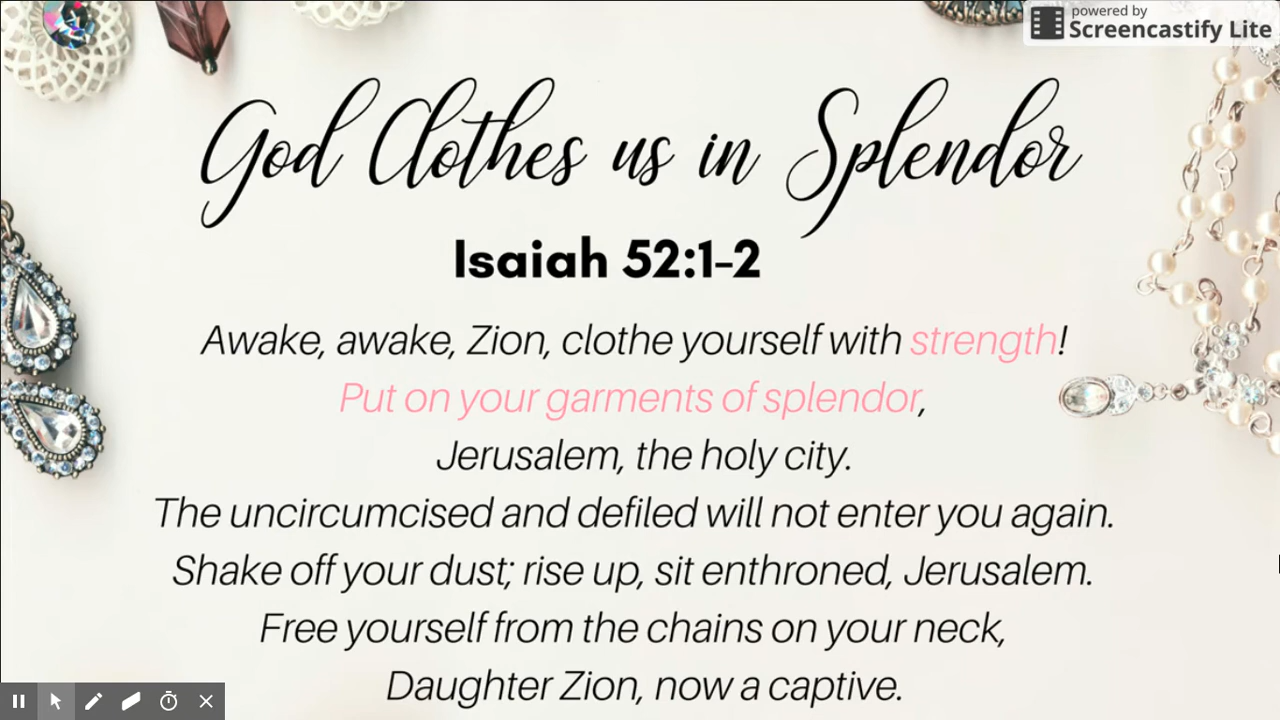 powered by
Screencastify Lite
God Clothes us in Splendor
Isaiah 52:1-2
Awake, awake, Zion, clothe yourself with strength!
Put on your garments of splendor,
Jerusalem, the holy city.
The uncircumcised and defiled will not enter you again.
Shake off your dust; rise up, sit enthroned, Jerusalem.
Free yourself from the chains on your neck,
Daughter Zion, now a captive.